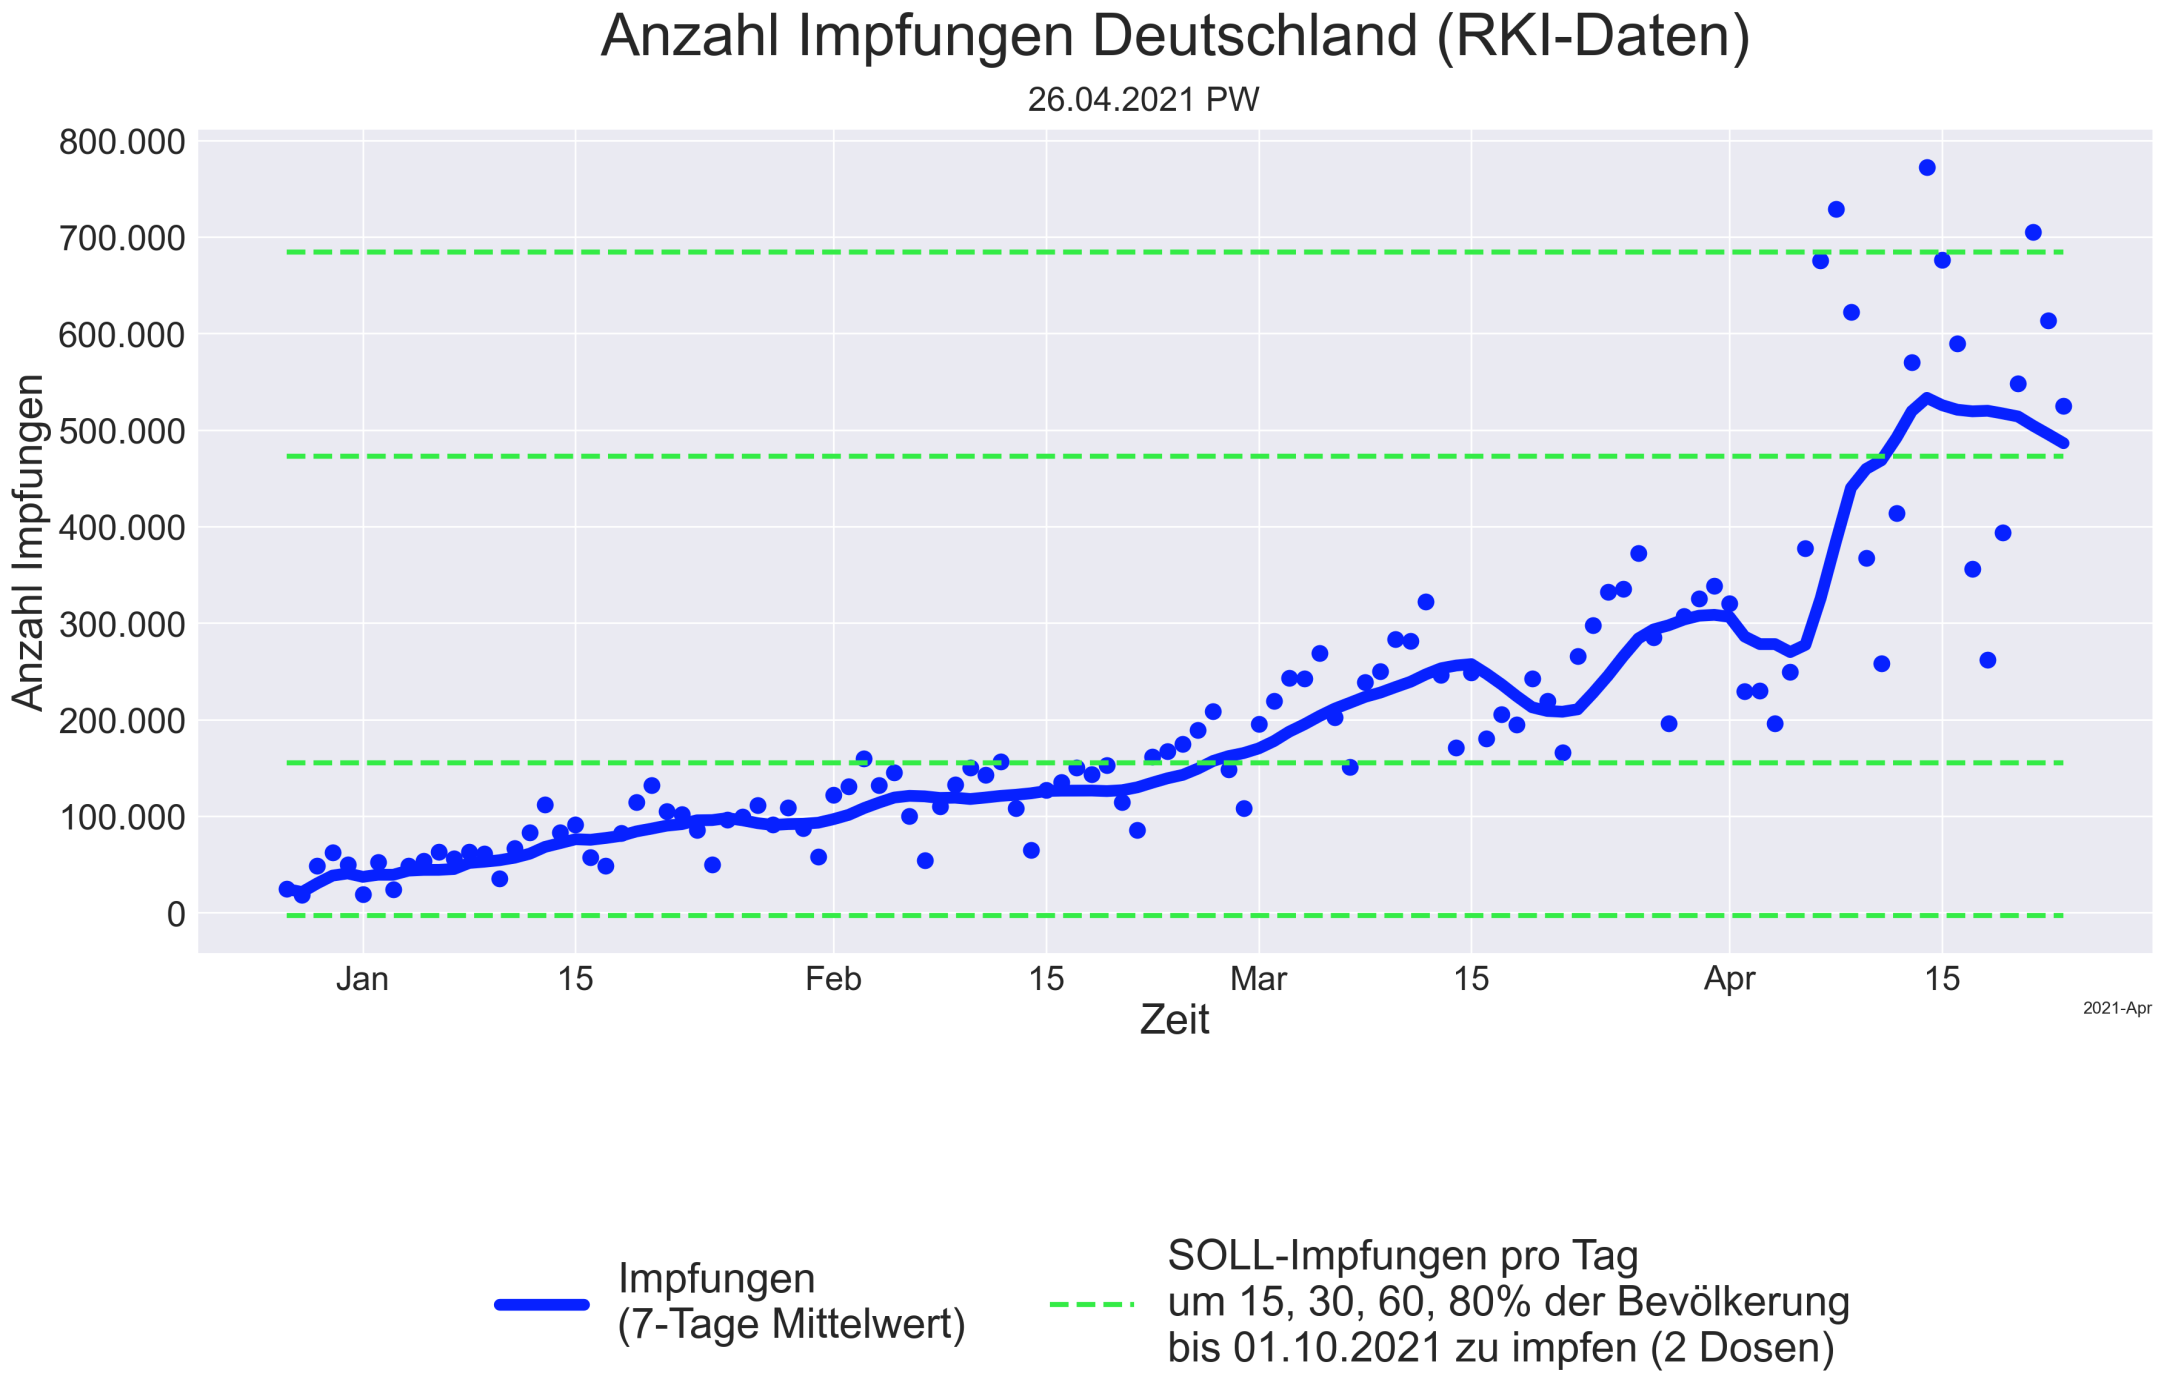 Anzahl Impfungen Deutschland (RKI-Daten)
26.04.2021 PW
Anzahl Impfungen
800.000
700.000
600.000
500.000
400.000
300.000
200.000
100.000
0
Jan 15 Feb 15 Mar 15 Apr 15
Zeit
2021-Apr
Impfungen
(7-Tage Mittelwert)
SOLL-Impfungen pro Tag
um 15, 30, 60, 80% der Bevölkerung
bis 01.10.2021 zu impfen (2 Dosen)